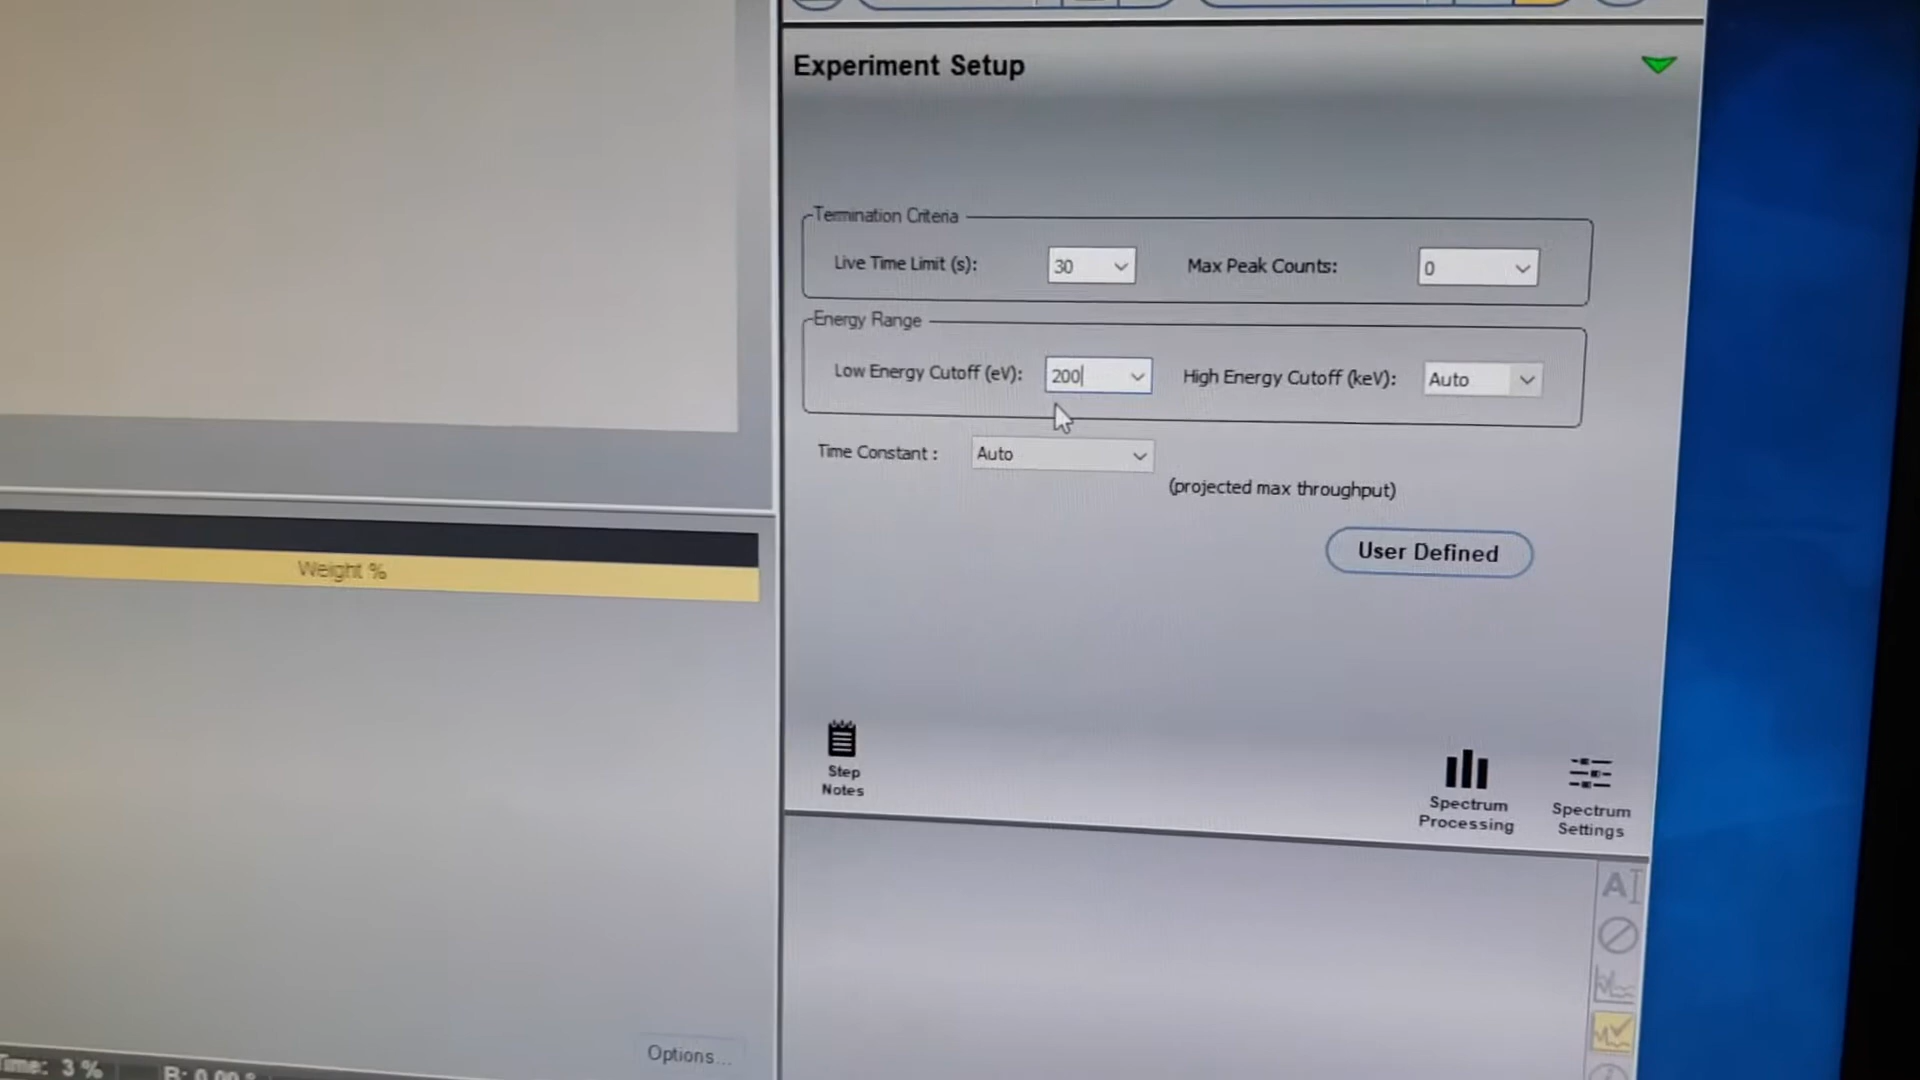 Experiment Setup
Termination Criteria
Live Time Limit (s): 30 Max Peak Counts: 0
Energy Range
Low Energy Cutoff (eV): 200 High Energy Cutoff (keV): Auto
Time Constant : Auto
(projected max throughput)
User Defined
Weight %
Step
Notes
Spectrum
Processing
Spectrum
Settings
A
Options...
Time: 3 %